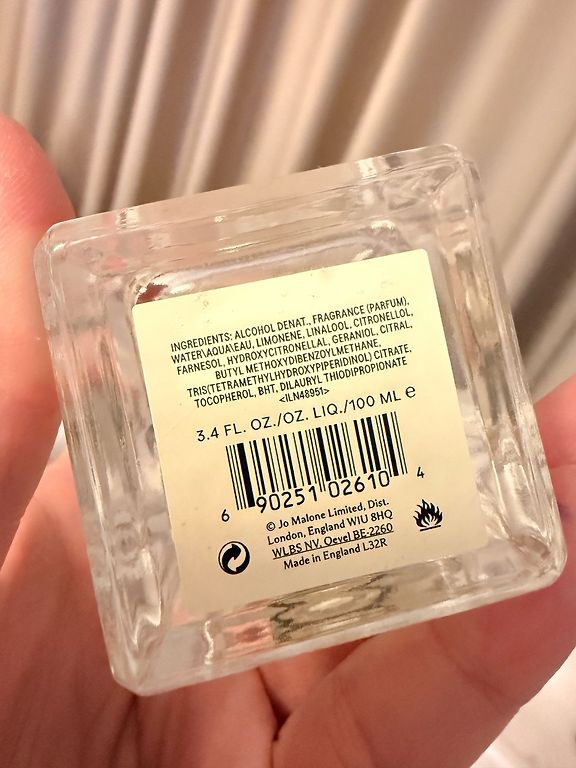 INGREDIENTS: ALCOHOL DENAT., FRAGRANCE (PARFUM),
WATER\AQUA\EAU, LIMONENE, LINALOOL, CITRONELLOL,
FARNESOL, HYDROXYCITRONELLAL, GERANIOL, CITRAL,
BUTYL METHOXYDIBENZOYLMETHANE,
TRIS(TETRAMETHYLHYDROXYPIPERIDINOL) CITRATE,
TOCOPHEROL, BHT, DILAURYL THIODIPROPIONATE
<ILN48951>
3.4 FL. OZ./OZ. LIQ./100 ML ℮
6 90251 02610 4
© Jo Malone Limited, Dist.
London, England W1U 8HQ
WLBS NV, Oevel BE-2260
Made in England L32R